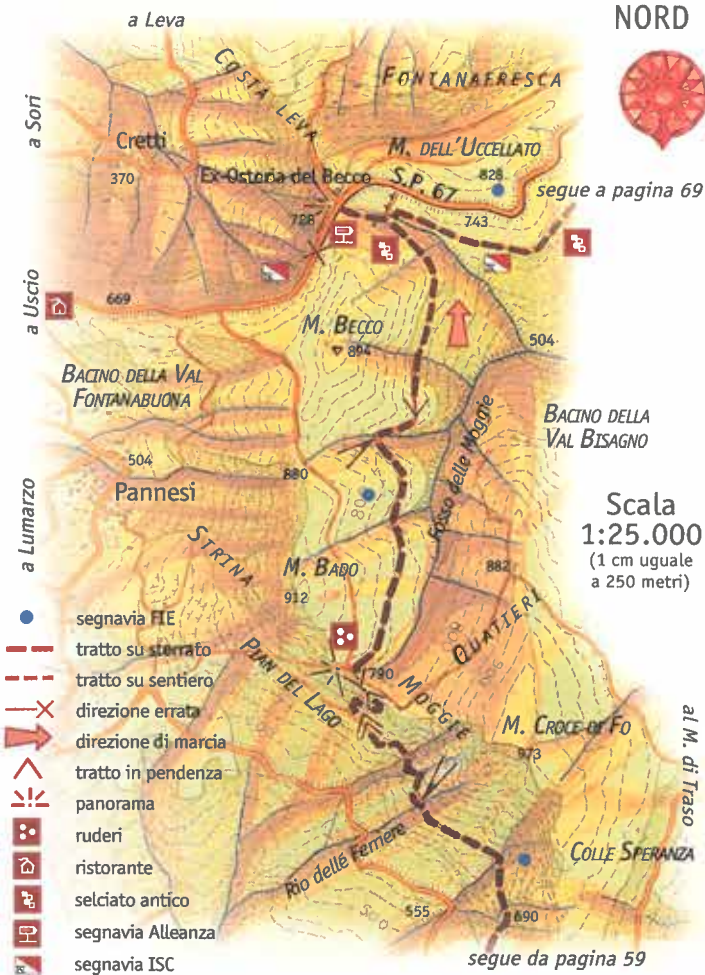 NORD
a Leva
COSTA LEVA
FONTANAFRESCA
a Sori
Cretti
370
M. DELL'UCCELLATO
828
Ex-Osteria del Becco
S.P. 67
segue a pagina 69
728
743
669
a Uscio
M. BECCO
894
504
BACINO DELLA VAL
FONTANABUONA
BACINO DELLA
VAL BISAGNO
504
880
Pannesi
Fosso delle Moggie
Scala
1:25.000
(1 cm uguale
a 250 metri)
a Lumarzo
STRINA
M. BADO
912
882
QUATIERI
PIAN DEL LAGO
790
MOGGIE
M. CROCE DE FO
973
al M. di Traso
COLLE SPERANZA
Rio delle Ferriere
555
690
segue da pagina 59
segnavia FIE
tratto su sterrato
tratto su sentiero
direzione errata
direzione di marcia
tratto in pendenza
panorama
ruderi
ristorante
selciato antico
segnavia Alleanza
segnavia ISC